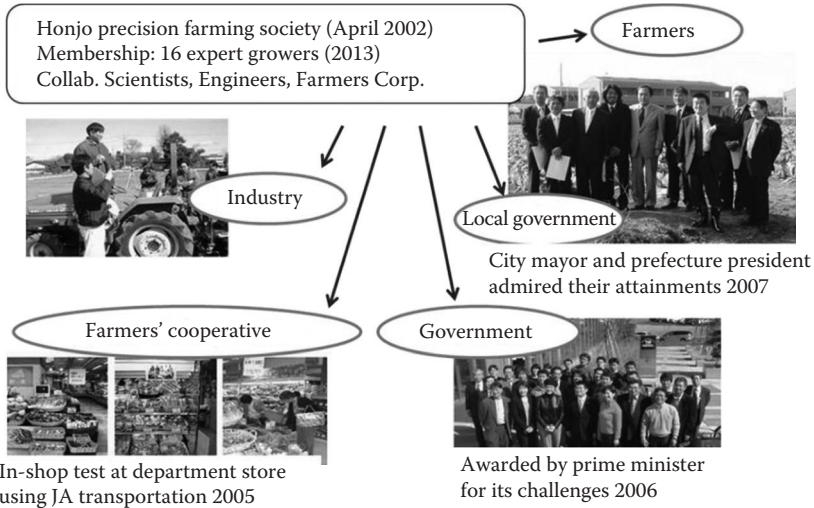 Honjo precision farming society (April 2002)
Membership: 16 expert growers (2013)
Collab. Scientists, Engineers, Farmers Corp.
Farmers
Industry
Local government
City mayor and prefecture president
admired their attainments 2007
Farmers' cooperative
Government
In-shop test at department store
using JA transportation 2005
Awarded by prime minister
for its challenges 2006